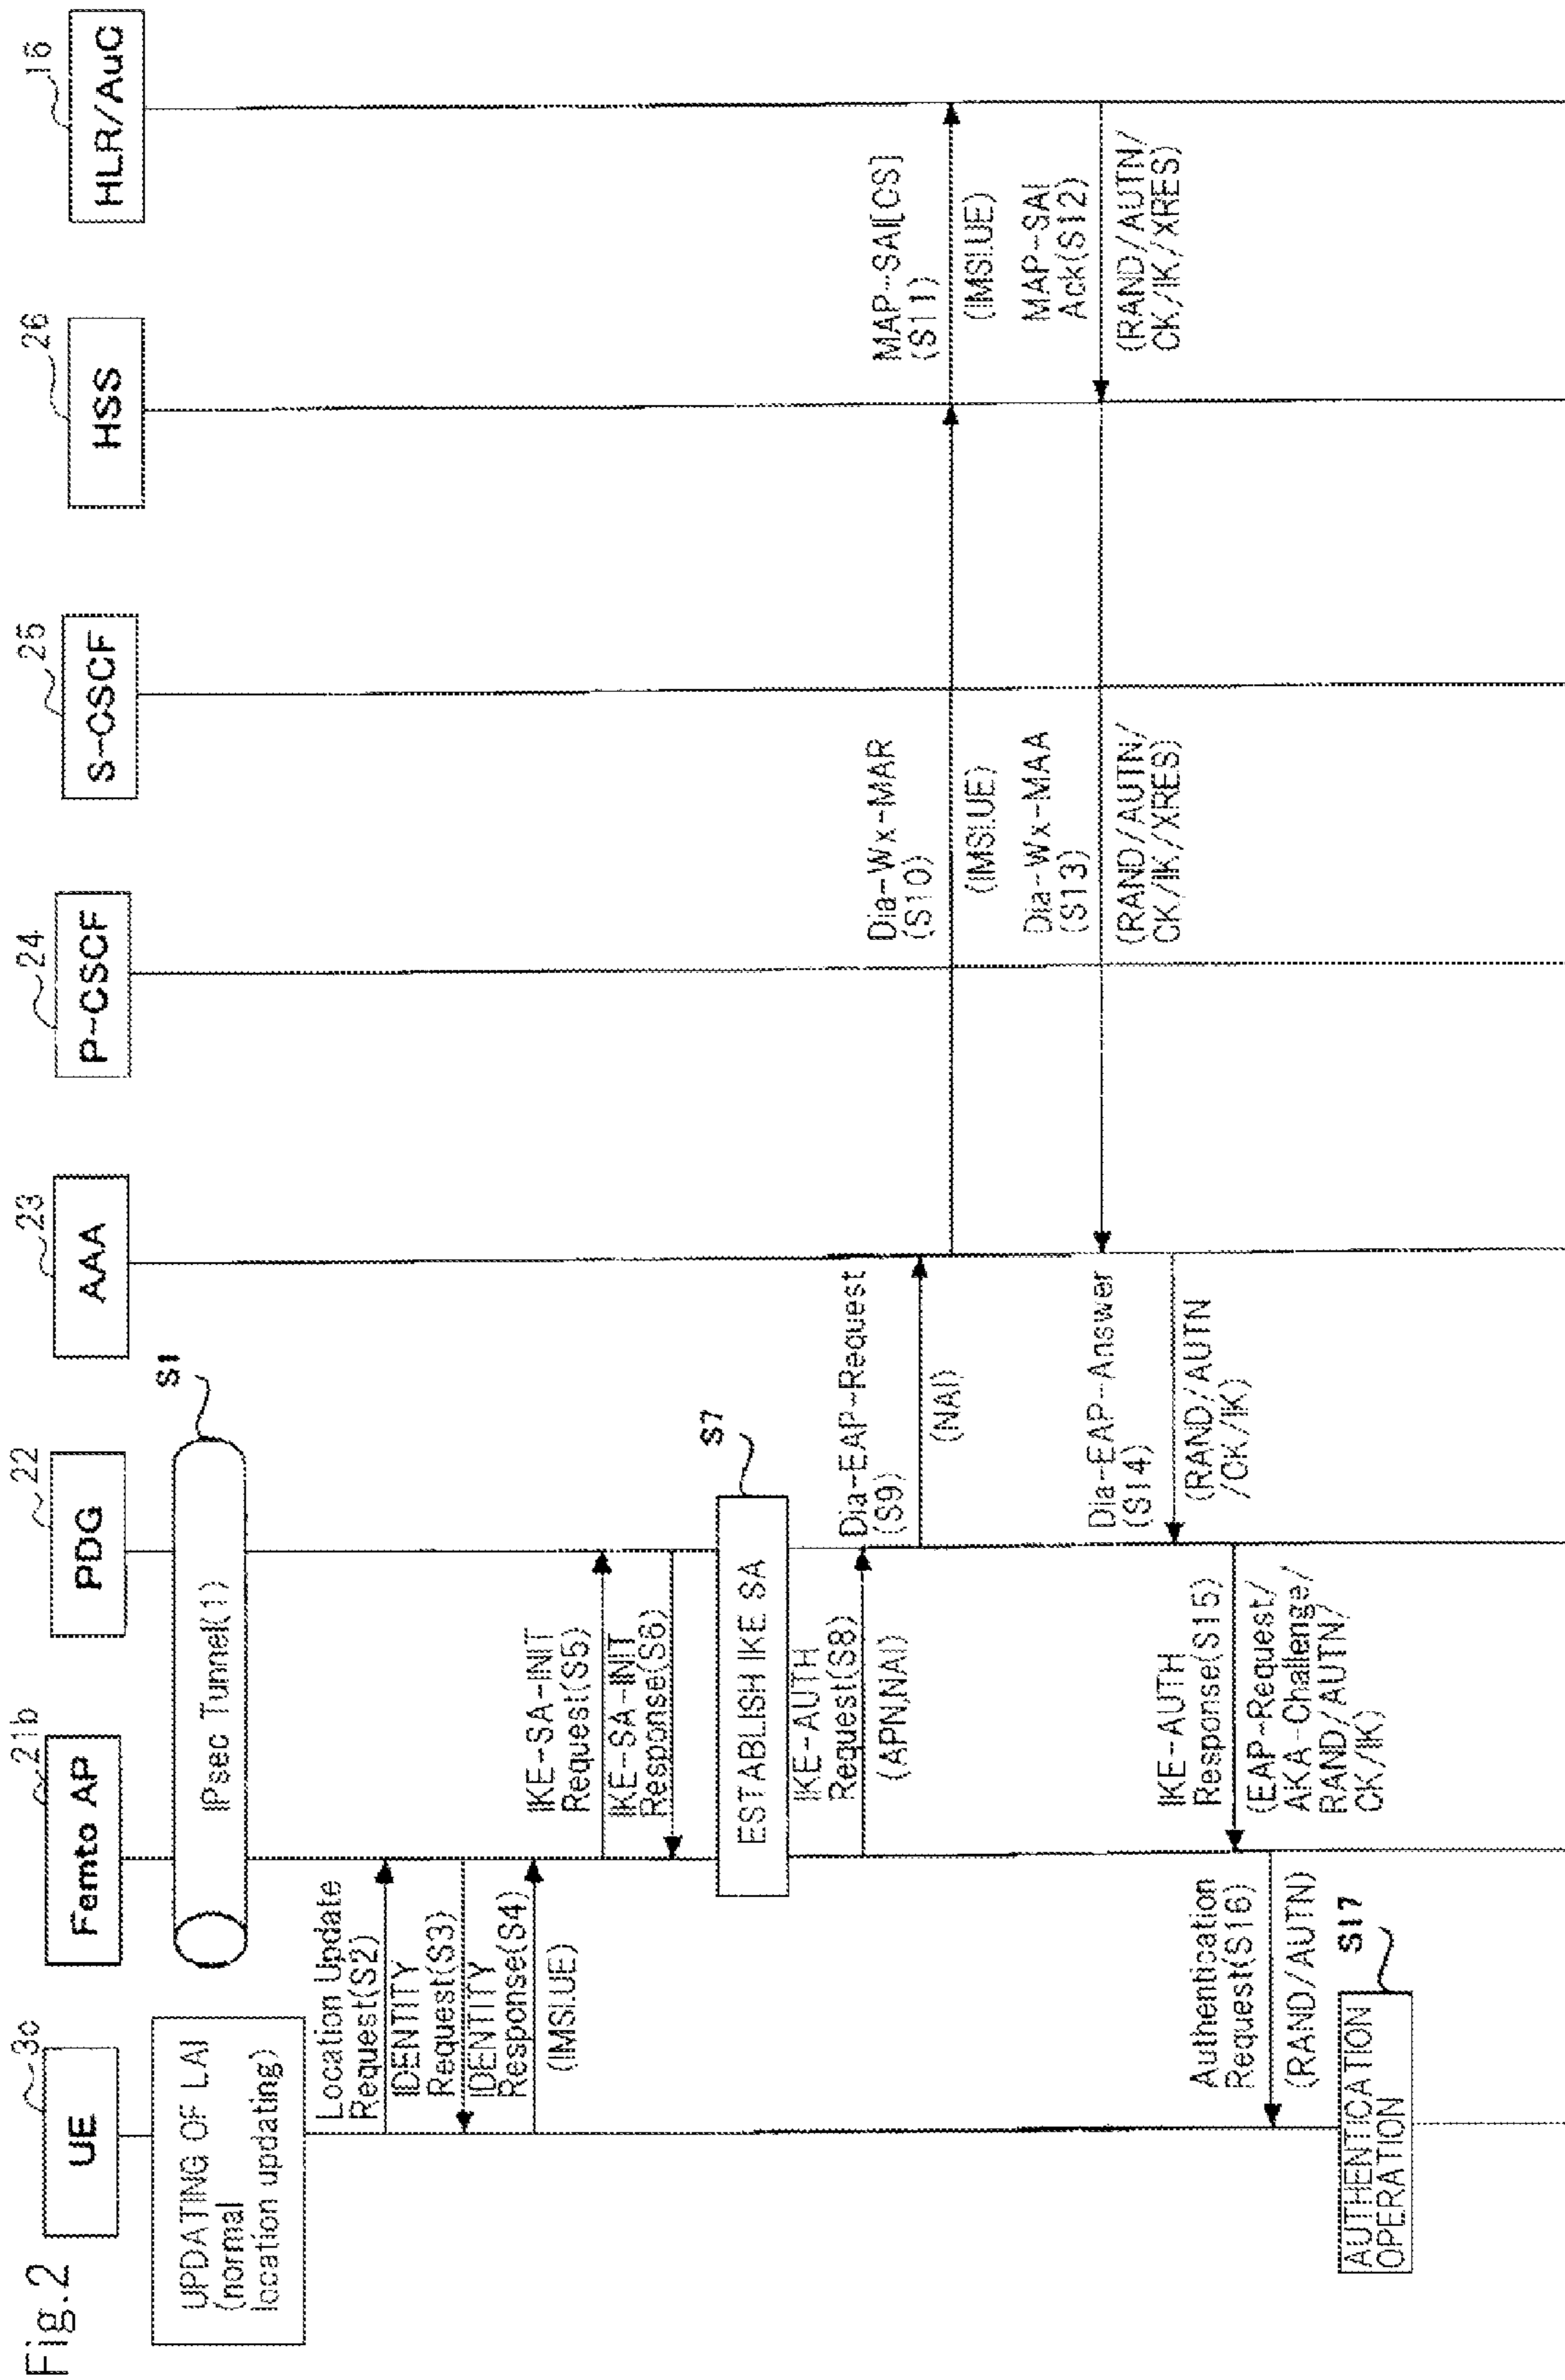 Fig.2
UE
3c
Femto AP
21b
PDG
22
AAA
23
P-CSCF
24
S-CSCF
25
HSS
26
HLR/AuC
16
UPDATING OF LAI
(normal
location updating)
IPsec Tunnel(1)
S1
Location Update
Request(S2)
IDENTITY
Request(S3)
IDENTITY
Response(S4)
(IMSI.UE)
IKE-SA-INIT
Request(S5)
IKE-SA-INIT
Response(S6)
ESTABLISH IKE SA
S7
IKE-AUTH
Request(S8)
(APN,NAI)
Dia-EAP-Request
(S9)
(NAI)
Dia-Wx-MAR
(S10)
(IMSI.UE)
MAP-SAI[CS]
(S11)
(IMSI.UE)
MAP-SAI
Ack(S12)
(RAND/AUTN/
CK/IK/XRES)
Dia-Wx-MAA
(S13)
(RAND/AUTN/
CK/IK/XRES)
Dia-EAP-Answer
(S14)
(RAND/AUTN
/CK/IK)
IKE-AUTH
Response(S15)
(EAP-Request/
AKA-Challenge/
RAND/AUTN/
CK/IK)
Authentication
Request(S16)
(RAND/AUTN)
AUTHENTICATION
OPERATION
S17